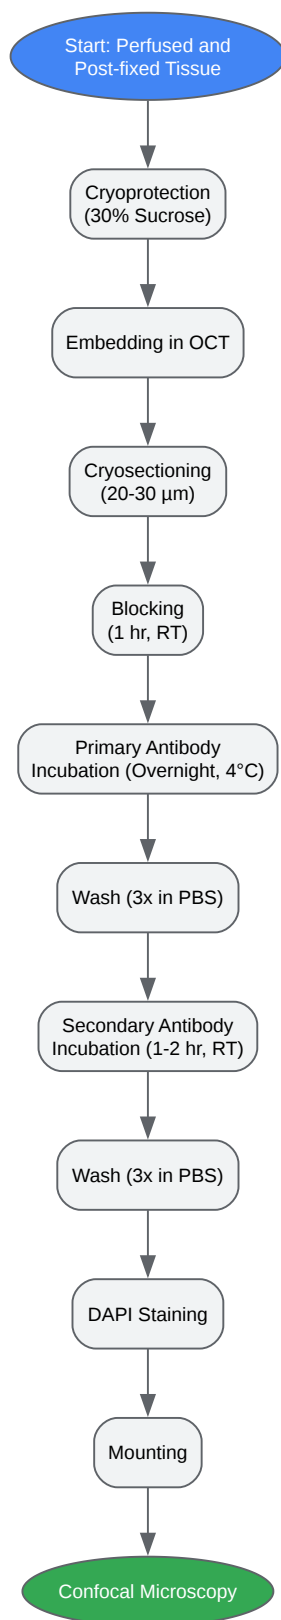 Start: Perfused and
Post-fixed Tissue
Cryoprotection
(30% Sucrose)
Embedding in OCT
Cryosectioning
(20-30 µm)
Blocking
(1 hr, RT)
Primary Antibody
Incubation (Overnight, 4°C)
Wash (3x in PBS)
Secondary Antibody
Incubation (1-2 hr, RT)
Wash (3x in PBS)
DAPI Staining
Mounting
Confocal Microscopy